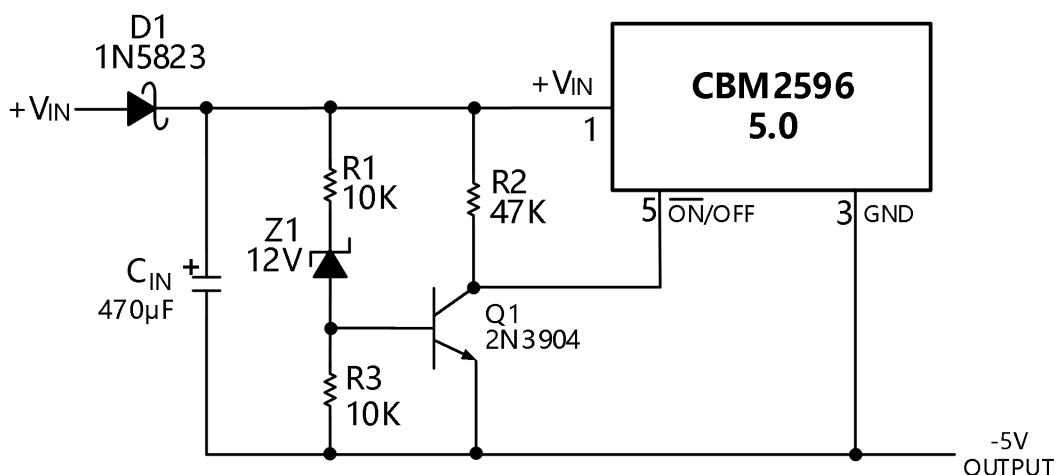 D1
1N5823
+VIN
+VIN
1
CBM2596
5.0
R1
10K
R2
47K
5
ON/OFF
3 GND
Z1
12V
CIN
+
470µF
Q1
2N3904
R3
10K
-5V
OUTPUT